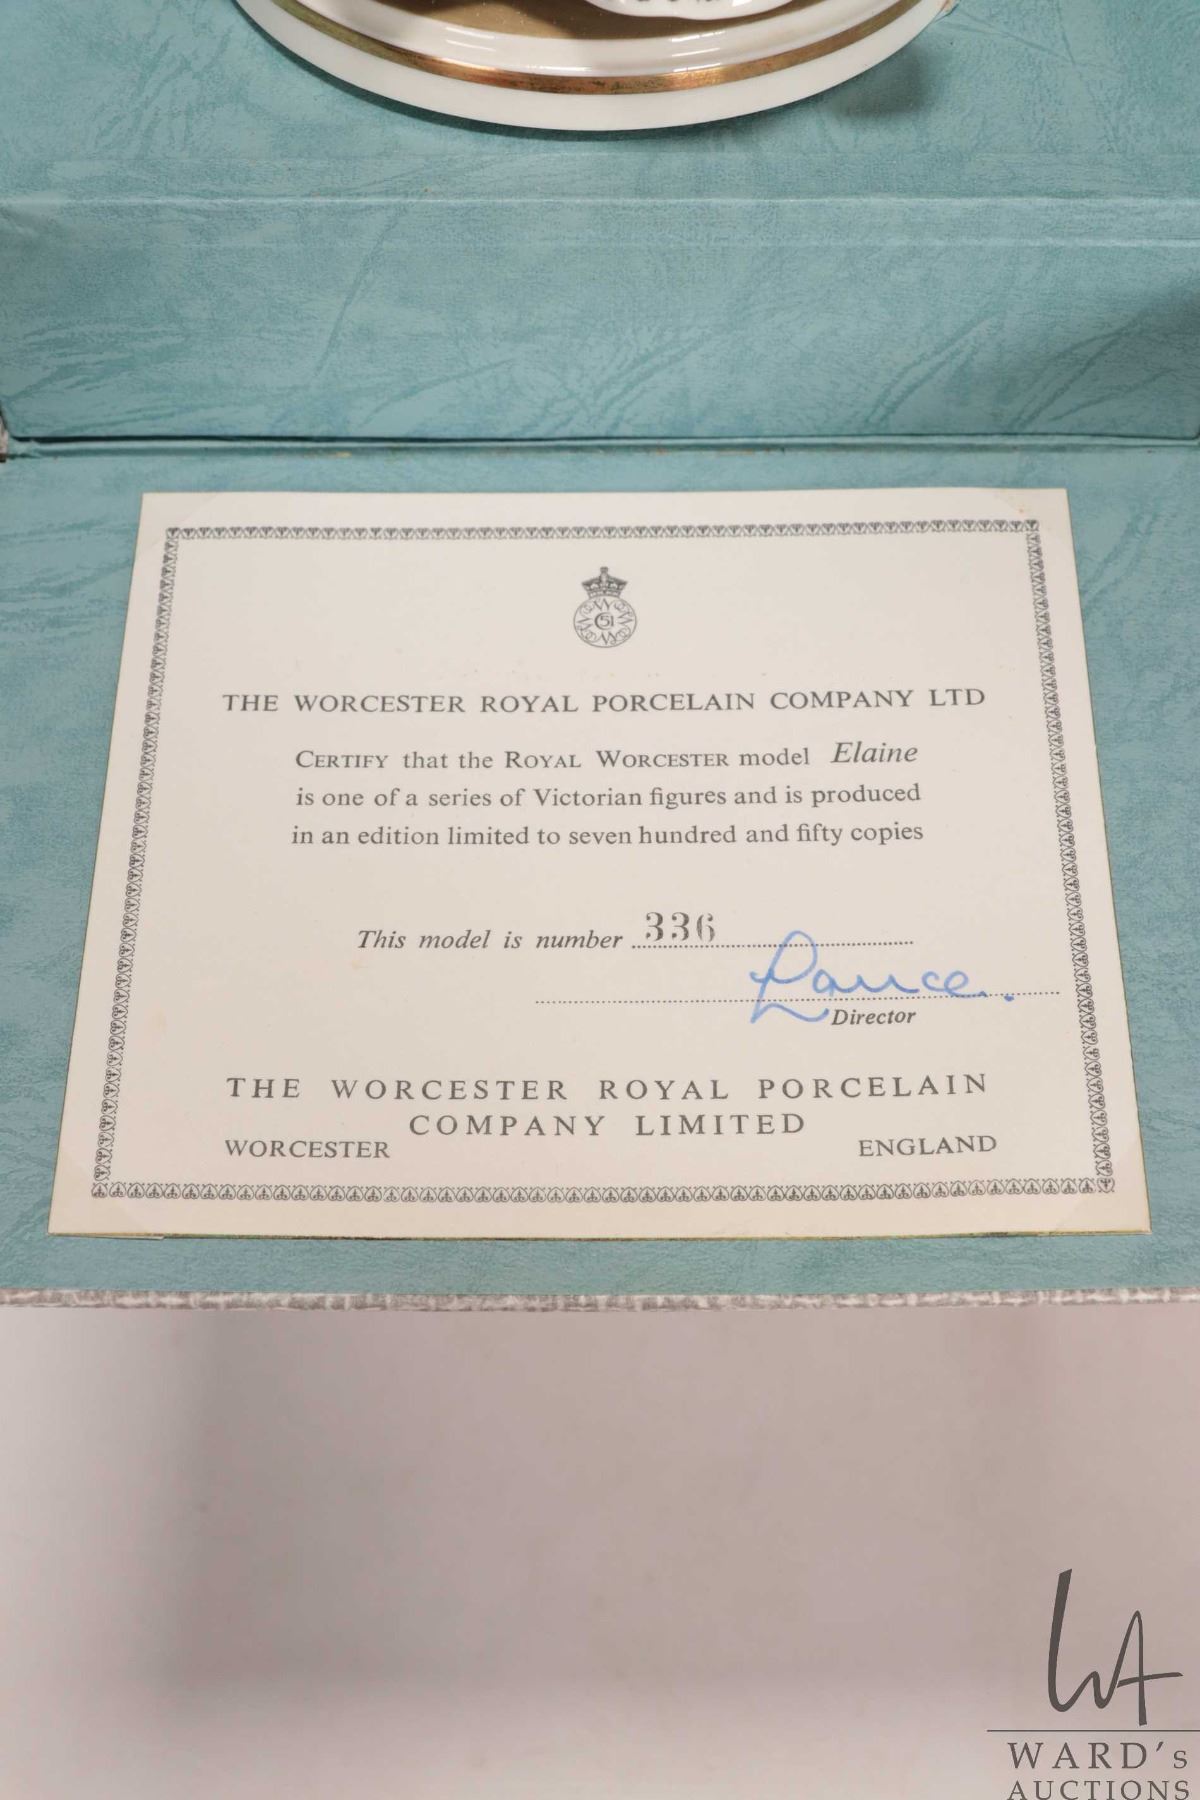 51
THE WORCESTER ROYAL PORCELAIN COMPANY LTD
CERTIFY that the ROYAL WORCESTER model Elaine
is one of a series of Victorian figures and is produced
in an edition limited to seven hundred and fifty copies
This model is number 336
Director
THE WORCESTER ROYAL PORCELAIN
COMPANY LIMITED
WORCESTER ENGLAND
WA
WARD's
AUCTIONS